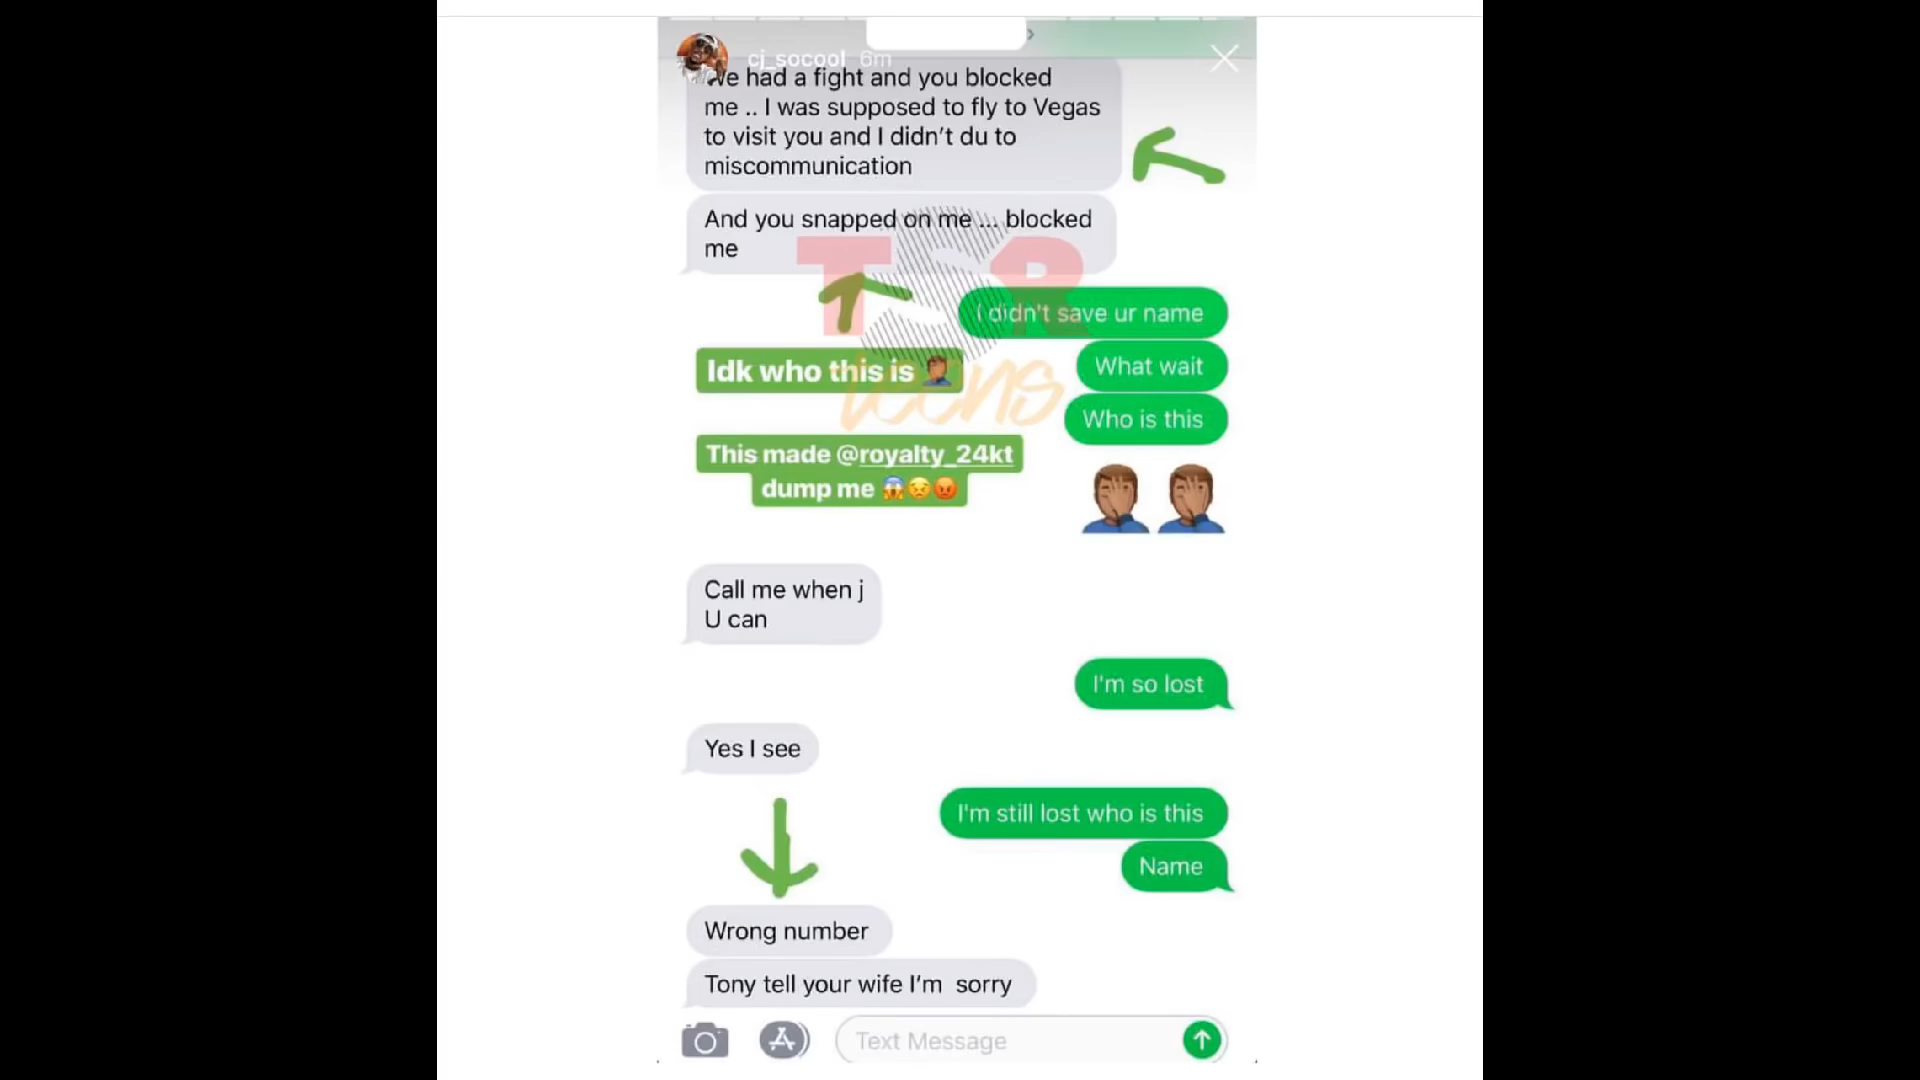 cj_socool 6m
We had a fight and you blocked
me .. I was supposed to fly to Vegas
to visit you and I didn't du to
miscommunication
And you snapped on me ... blocked
me
TSR
teens
I didn't save ur name
What wait
Who is this
Idk who this is 🤦🏾‍♂️
This made @royalty_24kt
dump me 😱😒😡
🤦🏽‍♂️🤦🏽‍♂️
Call me when j
U can
I'm so lost
Yes I see
I'm still lost who is this
Name
Wrong number
Tony tell your wife I'm  sorry
Text Message